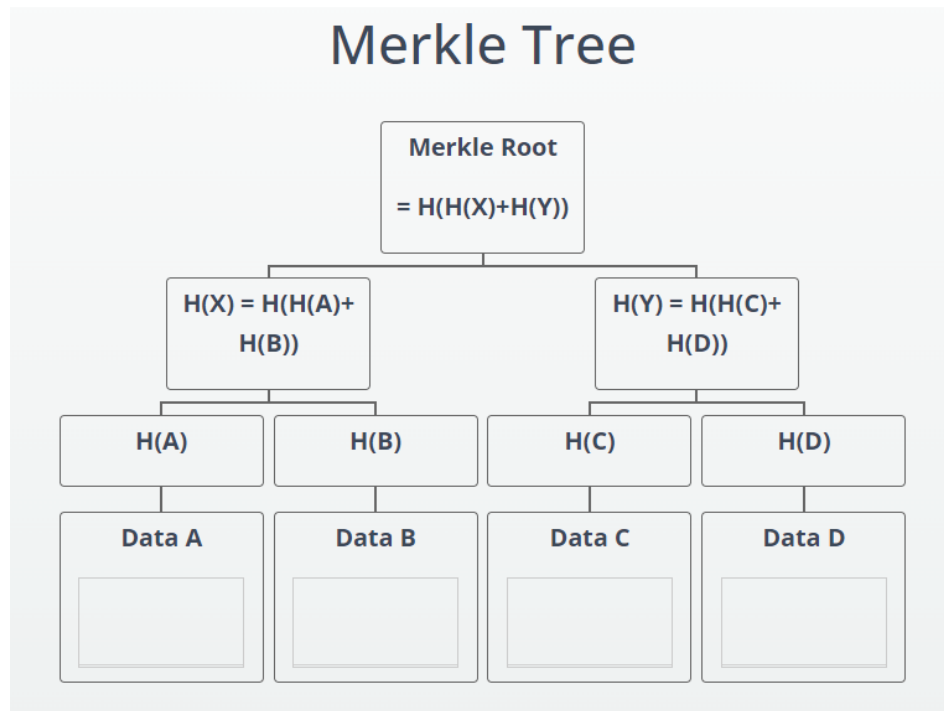 Merkle Tree
Merkle Root
= H(H(X)+H(Y))
H(X) = H(H(A)+
H(B))
H(Y) = H(H(C)+
H(D))
H(A)
H(B)
H(C)
H(D)
Data A
Data B
Data C
Data D